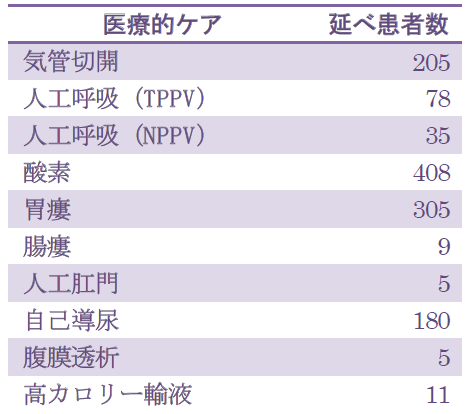 医療的ケア 延べ患者数
気管切開 205
人工呼吸（TPPV） 78
人工呼吸（NPPV） 35
酸素 408
胃瘻 305
腸瘻 9
人工肛門 5
自己導尿 180
腹膜透析 5
高カロリー輸液 11